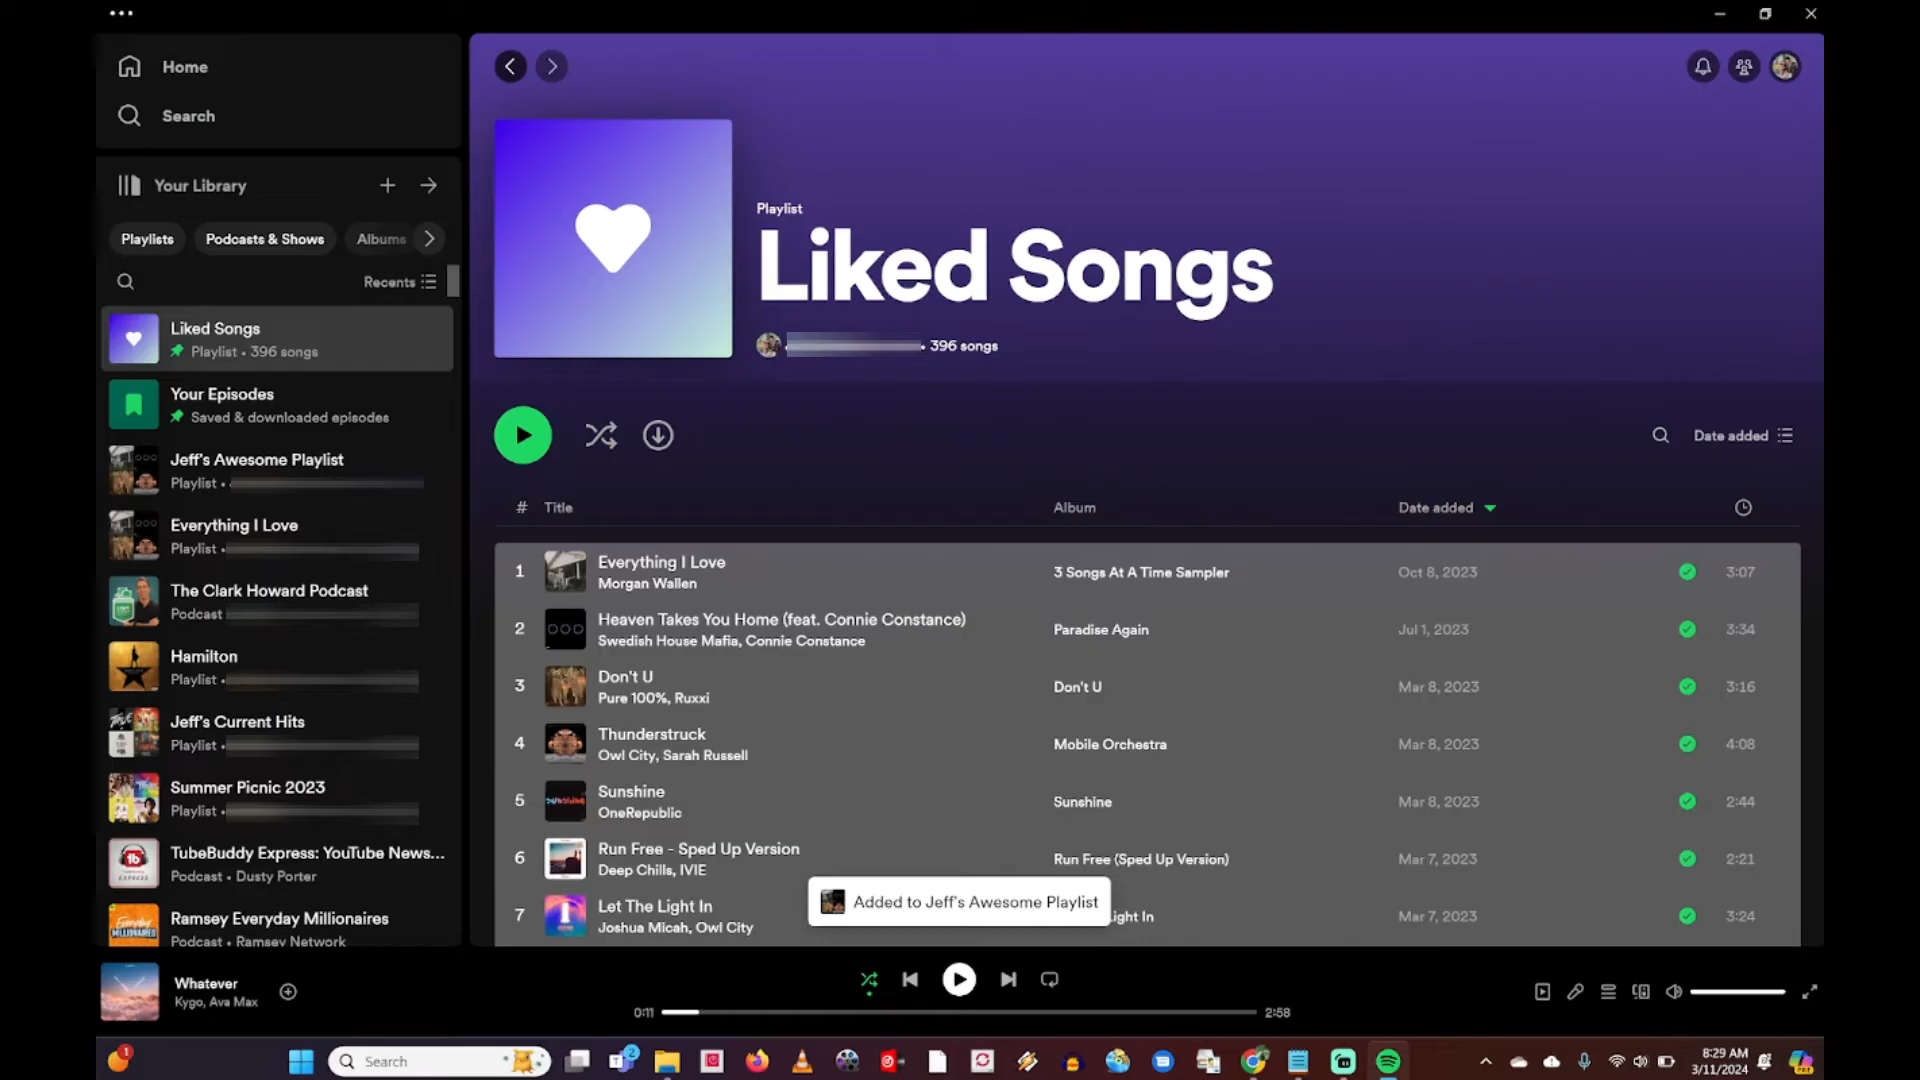 Home
Search
Your Library
Playlists
Podcasts & Shows
Albums
Recents
Liked Songs
Playlist • 396 songs
Your Episodes
Saved & downloaded episodes
Jeff's Awesome Playlist
Playlist •
Everything I Love
Playlist •
The Clark Howard Podcast
Podcast
Hamilton
Playlist •
Jeff's Current Hits
Playlist •
Summer Picnic 2023
Playlist •
TubeBuddy Express: YouTube News...
Podcast • Dusty Porter
Ramsey Everyday Millionaires
Podcast • Ramsey Network
Playlist
Liked Songs
• 396 songs
Date added
# Title Album Date added
1 Everything I Love 3 Songs At A Time Sampler Oct 8, 2023 3:07
Morgan Wallen
2 Heaven Takes You Home (feat. Connie Constance) Paradise Again Jul 1, 2023 3:34
Swedish House Mafia, Connie Constance
3 Don't U Don't U Mar 8, 2023 3:16
Pure 100%, Ruxxi
4 Thunderstruck Mobile Orchestra Mar 8, 2023 4:08
Owl City, Sarah Russell
5 Sunshine Sunshine Mar 8, 2023 2:44
OneRepublic
6 Run Free - Sped Up Version Run Free (Sped Up Version) Mar 7, 2023 2:21
Deep Chills, IVIE
7 Let The Light In ight In Mar 7, 2023 3:24
Joshua Micah, Owl City
Added to Jeff's Awesome Playlist
Whatever
Kygo, Ava Max
0:11
2:58
1
Search
2
8:29 AM
3/11/2024